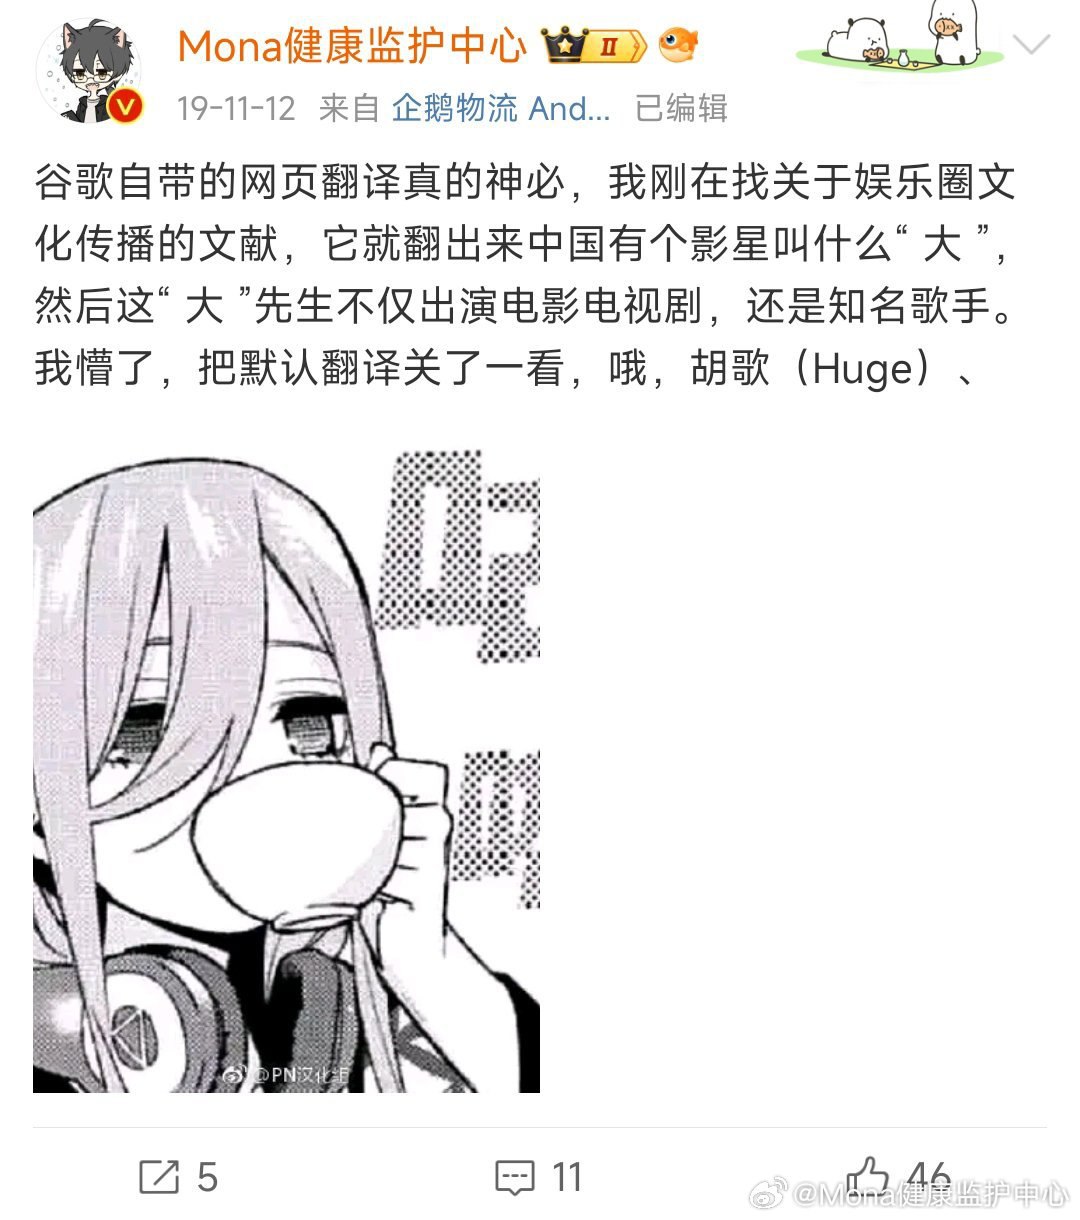 Mona健康监护中心 II
V
19-11-12 来自 企鹅物流 And... 已编辑
谷歌自带的网页翻译真的神必，我刚在找关于娱乐圈文
化传播的文献，它就翻出来中国有个影星叫什么“ 大 ”，
然后这“ 大 ”先生不仅出演电影电视剧，还是知名歌手。
我懵了，把默认翻译关了一看，哦，胡歌（Huge）、
@PN汉化组
5
11
46
@Mona健康监护中心